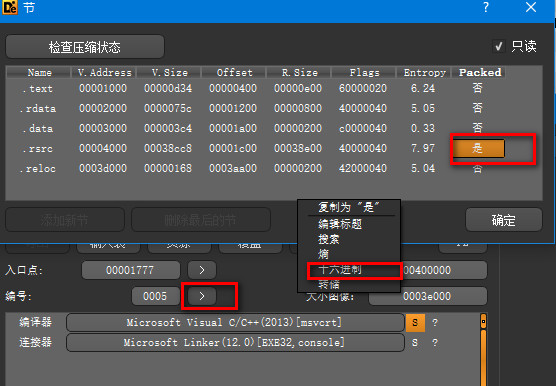 节
?
检查压缩状态
只读
Name V.Address V.Size Offset R.Size Flags Entropy Packed
.text 00001000 00000d34 00000400 00000e00 60000020 6.24 否
.rdata 00002000 0000075c 00001200 00000800 40000040 5.05 否
.data 00003000 000003c4 00001a00 00000200 c0000040 0.33 否
.rsrc 00004000 00038cc8 00001c00 00038e00 40000040 7.97 是
.reloc 0003d000 00000168 0003aa00 00000200 42000040 5.04 否
复制为 "是"
添加新节 删除最后的节 编辑标题 确定
搜索
熵
入口点: 00001777 > 十六进制 00400000
转储
编号: 0005 > 大小图像: 0003e000
编译器 Microsoft Visual C/C++(2013)[msvcrt] S ?
连接器 Microsoft Linker(12.0)[EXE32,console] S ?